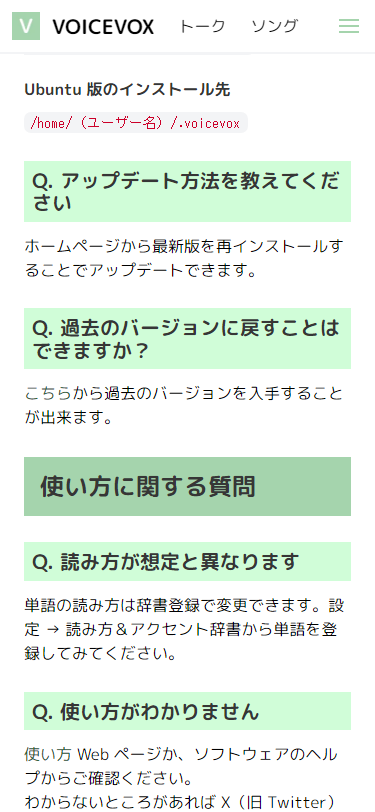 V VOICEVOX トーク ソング
Ubuntu 版のインストール先
/home/（ユーザー名）/.voicevox
Q. アップデート方法を教えてくだ
さい
ホームページから最新版を再インストールす
ることでアップデートできます。
Q. 過去のバージョンに戻すことは
できますか？
こちらから過去のバージョンを入手すること
が出来ます。
使い方に関する質問
Q. 読み方が想定と異なります
単語の読み方は辞書登録で変更できます。設
定 → 読み方＆アクセント辞書から単語を登
録してみてください。
Q. 使い方がわかりません
使い方 Web ページか、ソフトウェアのヘル
プからご確認ください。
わからないところがあれば X（旧 Twitter）